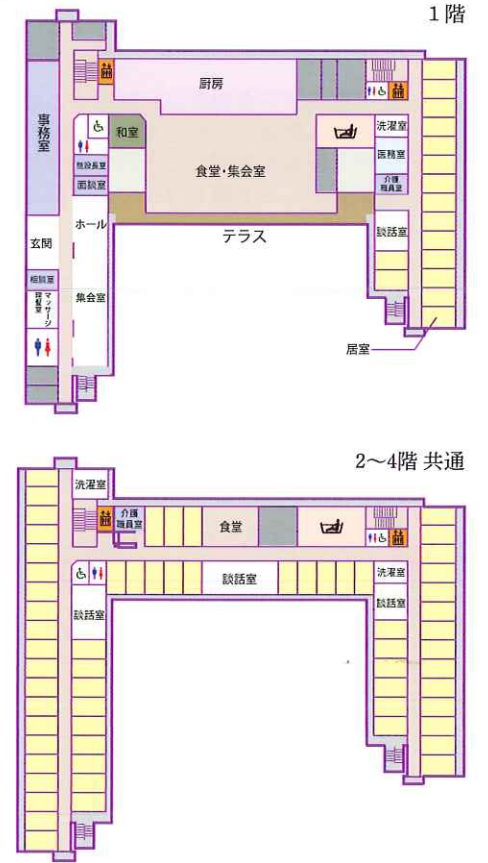 1階
厨房
事務室
和室
洗濯室
医務室
食堂・集会室
施設長室
面談室
介護
職員室
ホール
テラス
談話室
玄関
相談室
マッサージ
理髪室
集会室
居室
2～4階 共通
洗濯室
介護
職員室
食堂
談話室
洗濯室
談話室
談話室